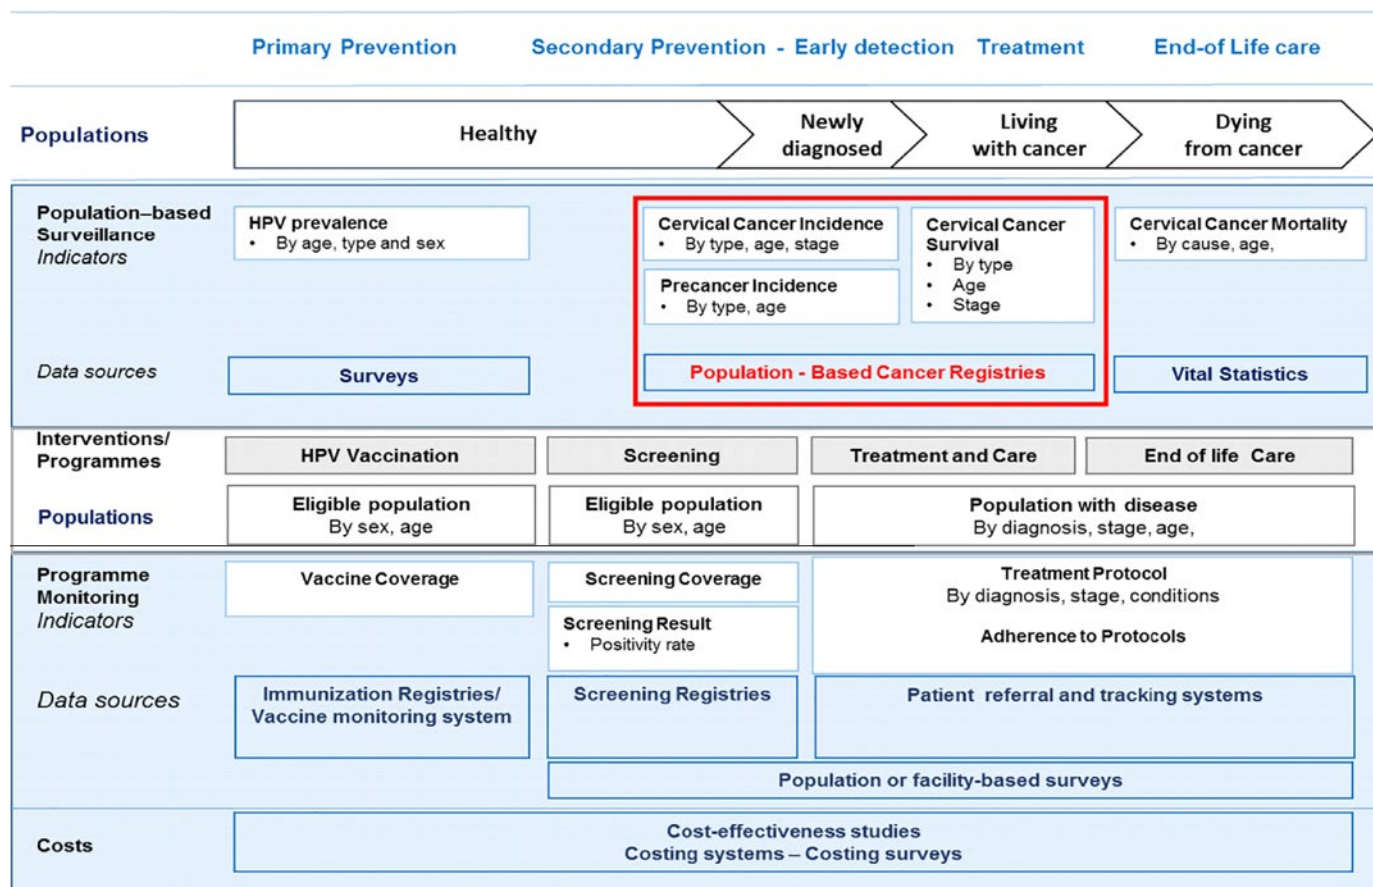 Primary Prevention
Secondary Prevention - Early detection
Treatment
End-of Life care
Populations
Healthy
Newly
diagnosed
Living
with cancer
Dying
from cancer
Population–based
Surveillance
Indicators
HPV prevalence
• By age, type and sex
Cervical Cancer Incidence
• By type, age, stage
Precancer Incidence
• By type, age
Cervical Cancer
Survival
• By type
• Age
• Stage
Cervical Cancer Mortality
• By cause, age,
Data sources
Surveys
Population - Based Cancer Registries
Vital Statistics
Interventions/
Programmes
HPV Vaccination
Screening
Treatment and Care
End of life Care
Populations
Eligible population
By sex, age
Eligible population
By sex, age
Population with disease
By diagnosis, stage, age,
Programme
Monitoring
Indicators
Vaccine Coverage
Screening Coverage
Screening Result
• Positivity rate
Treatment Protocol
By diagnosis, stage, conditions
Adherence to Protocols
Data sources
Immunization Registries/
Vaccine monitoring system
Screening Registries
Patient referral and tracking systems
Population or facility-based surveys
Costs
Cost-effectiveness studies
Costing systems – Costing surveys